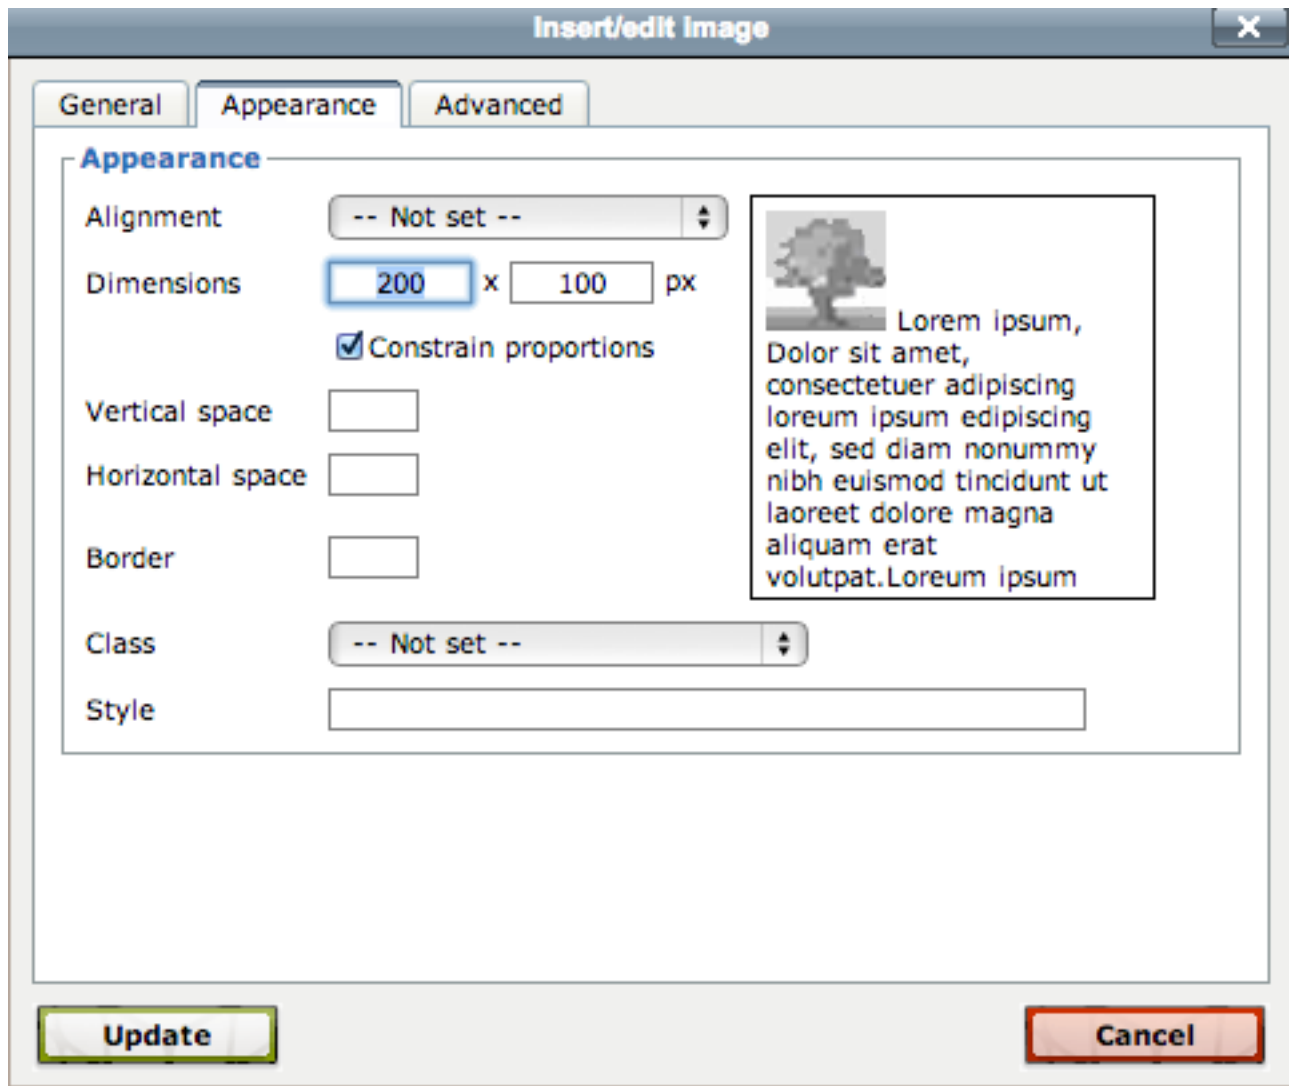 Insert/edit image
General Appearance Advanced
Appearance
Alignment -- Not set --
Dimensions 200 x 100 px
Constrain proportions
Vertical space
Horizontal space
Border
Class -- Not set --
Style
Lorem ipsum,
Dolor sit amet,
consectetuer adipiscing
loreum ipsum edipiscing
elit, sed diam nonummy
nibh euismod tincidunt ut
laoreet dolore magna
aliquam erat
volutpat.Loreum ipsum
Update Cancel